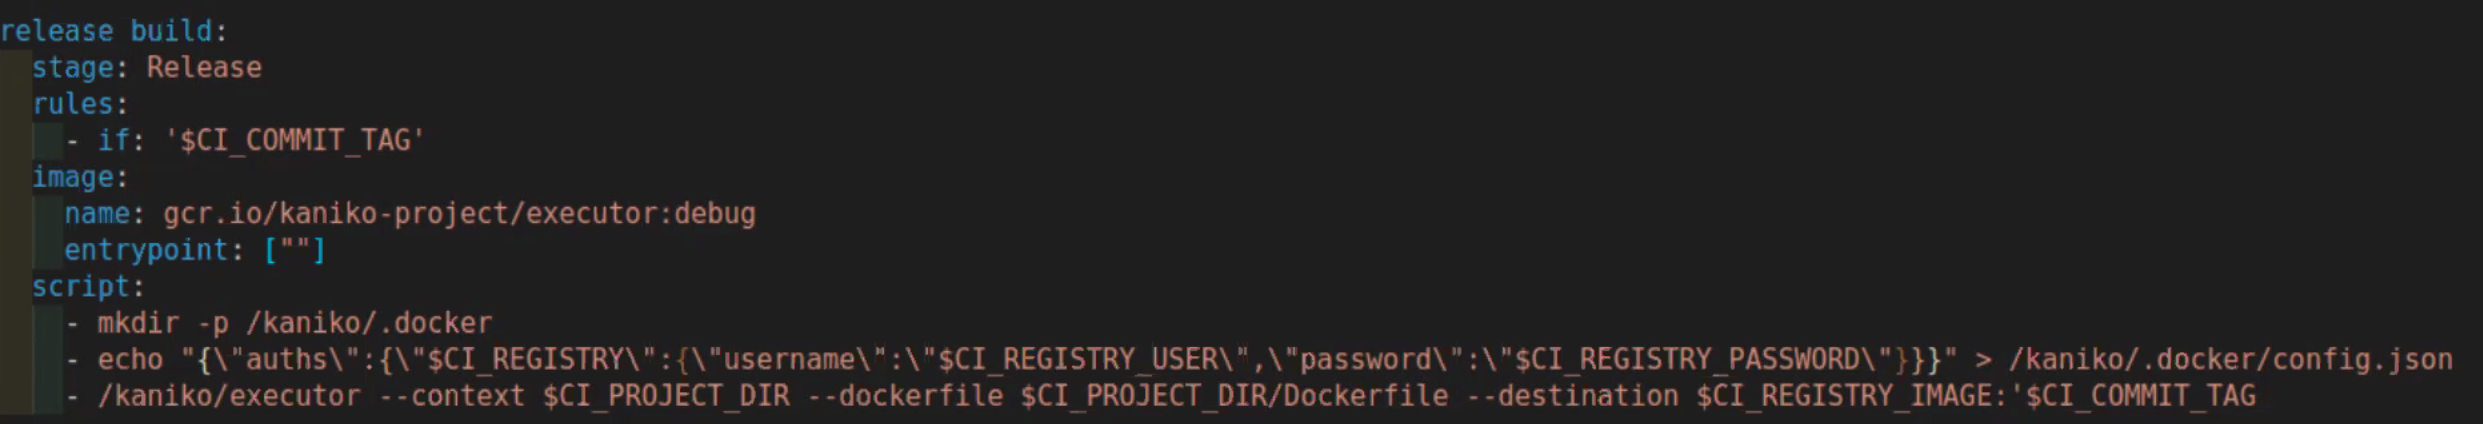 release build:
  stage: Release
  rules:
    - if: '$CI_COMMIT_TAG'
  image:
    name: gcr.io/kaniko-project/executor:debug
    entrypoint: [""]
  script:
    - mkdir -p /kaniko/.docker
    - echo "{\"auths\":{\"$CI_REGISTRY\":{\"username\":\"$CI_REGISTRY_USER\",\"password\":\"$CI_REGISTRY_PASSWORD\"}}}" > /kaniko/.docker/config.json
    - /kaniko/executor --context $CI_PROJECT_DIR --dockerfile $CI_PROJECT_DIR/Dockerfile --destination $CI_REGISTRY_IMAGE:'$CI_COMMIT_TAG